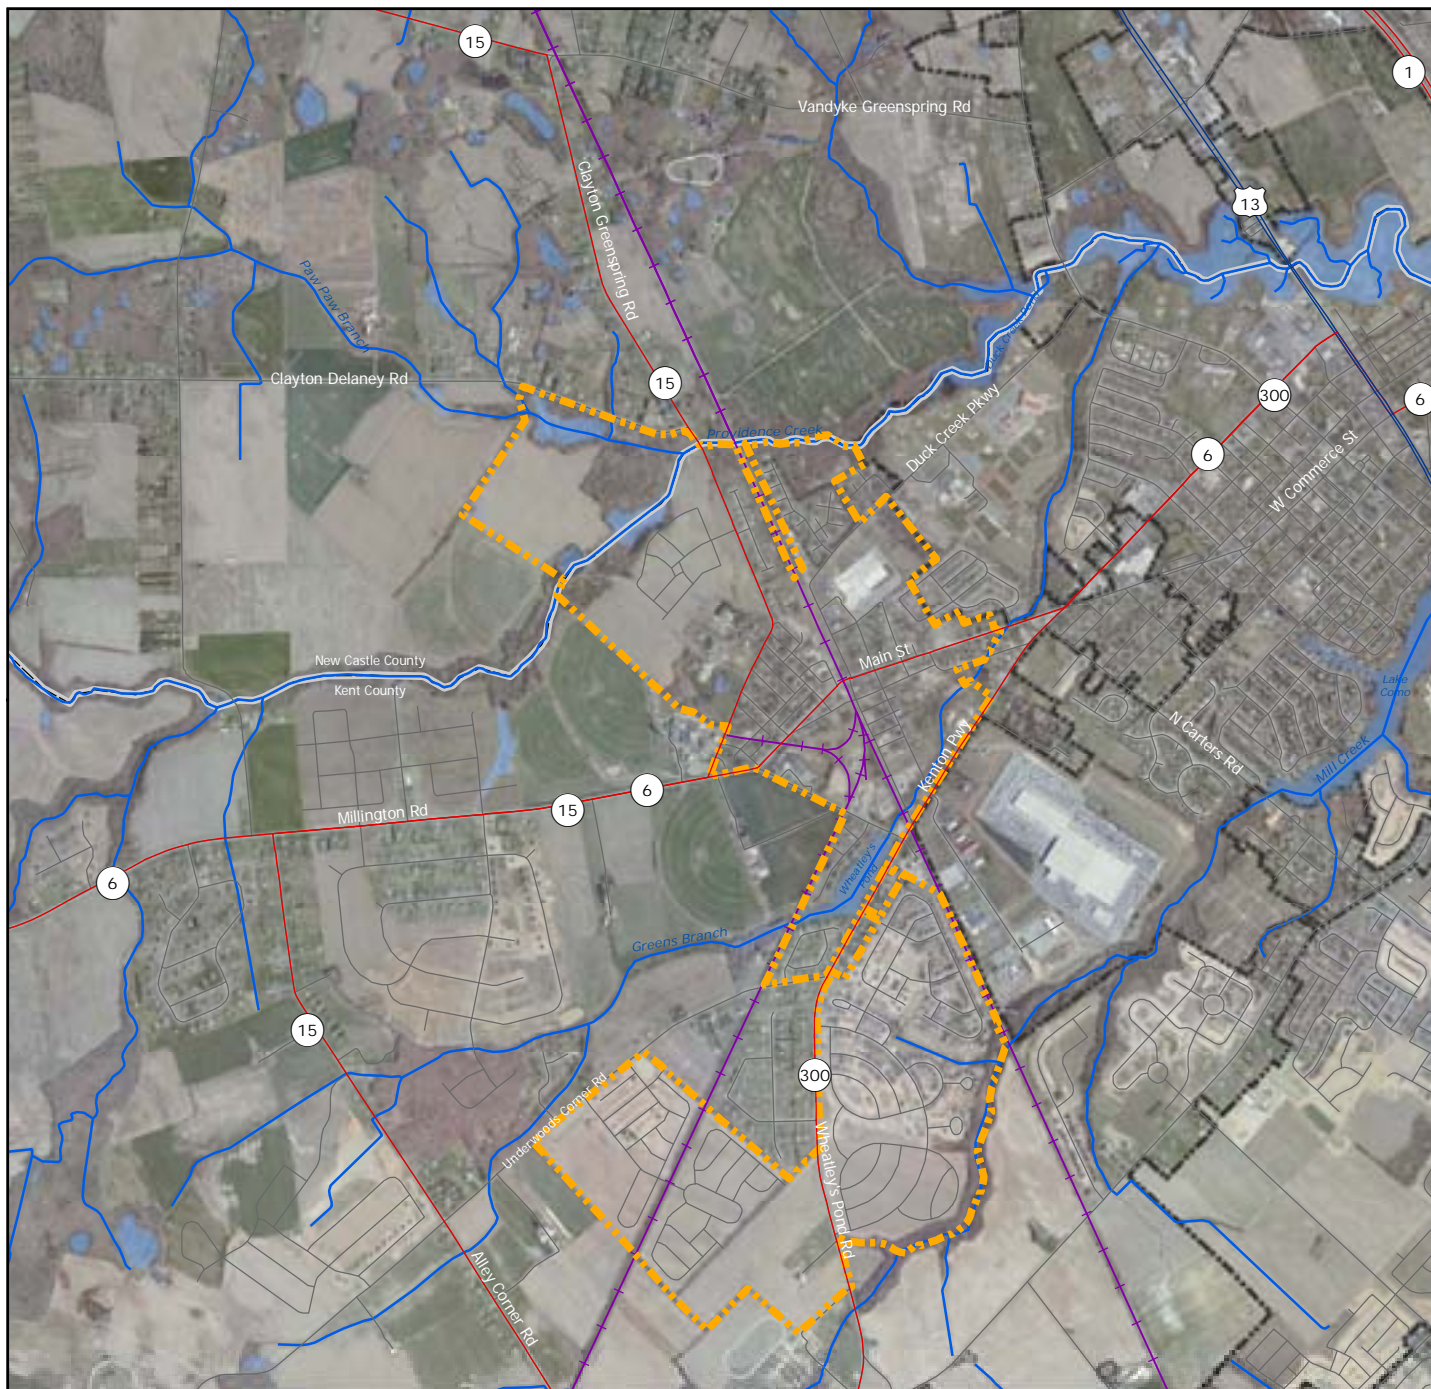 15
1
Vandyke Greenspring Rd
Clayton Greenspring Rd
13
Paw Paw Branch
Duck Creek Pond
Clayton Delaney Rd
15
300
6
Providence Creek
Duck Creek Pkwy
6
W Commerce St
New Castle County
Kent County
Main St
Lake
Como
N Carters Rd
Mill Creek
Kenton Pwy
6
15
Millington Rd
6
Wheatley's
Pond
Greens Branch
15
300
Underwoods Corner Rd
Wheatley's Pond Rd
Alley Corner Rd